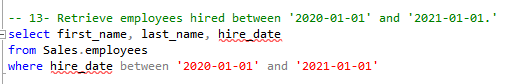 -- 13- Retrieve employees hired between '2020-01-01' and '2021-01-01.'
select first_name, last_name, hire_date
from Sales.employees
where hire_date between '2020-01-01' and '2021-01-01'